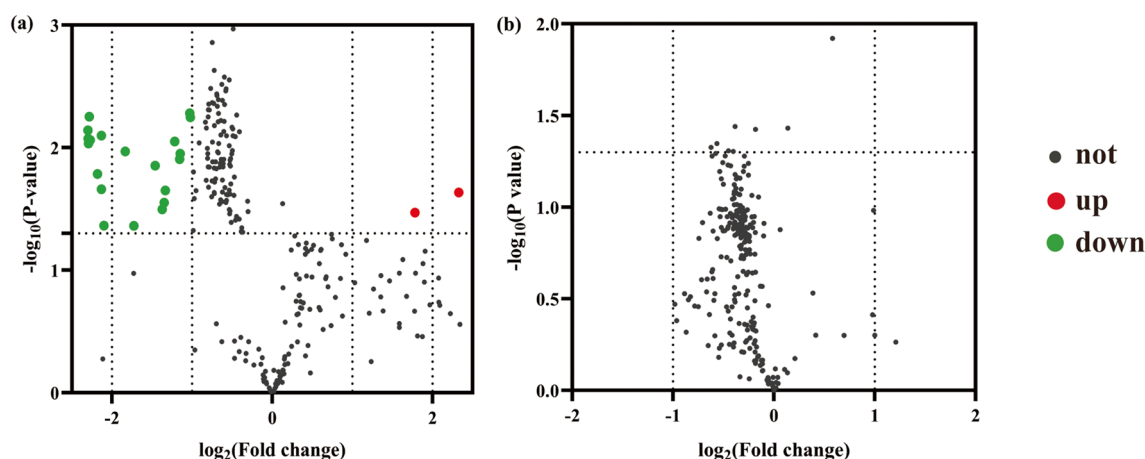 (a)
3
2
1
0
-log10(P-value)
-2
0
2
log2(Fold change)
(b)
2.0
1.5
1.0
0.5
0.0
-log10(P value)
-2
-1
0
1
2
log2(Fold change)
not
up
down